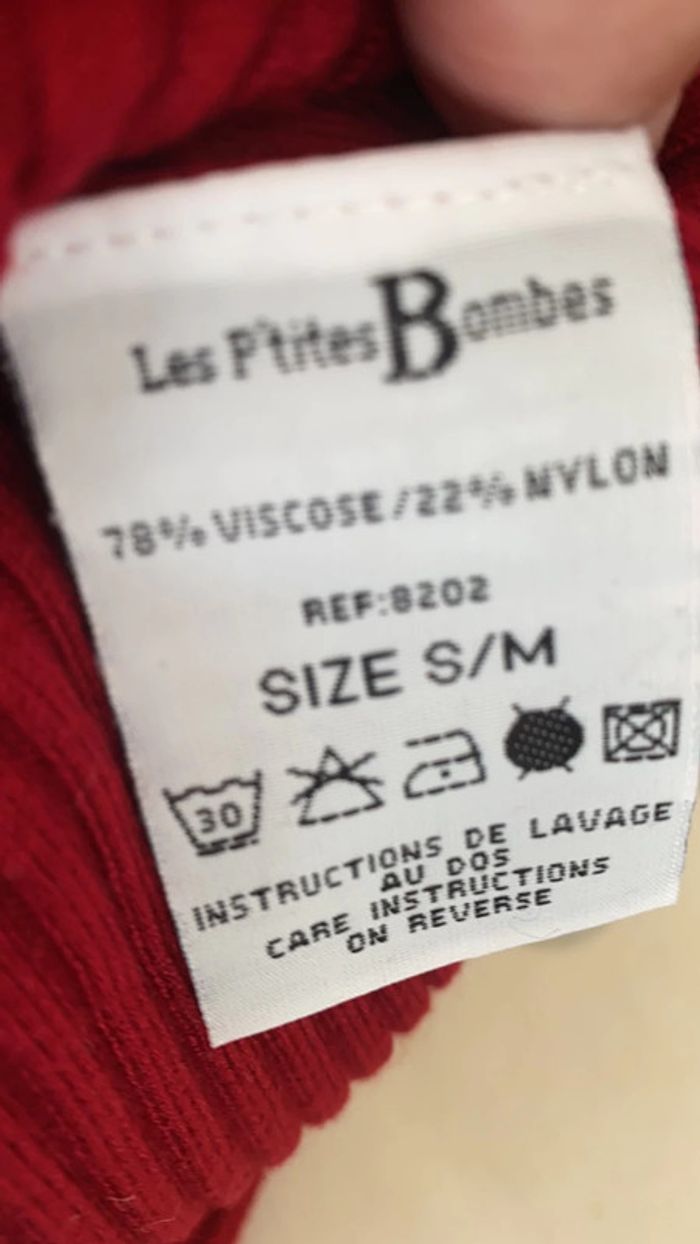 Les P'tites Bombes
78% VISCOSE/22% NYLON
REF:8202
SIZE S/M
30
INSTRUCTIONS DE LAVAGE
AU DOS
CARE INSTRUCTIONS
ON REVERSE